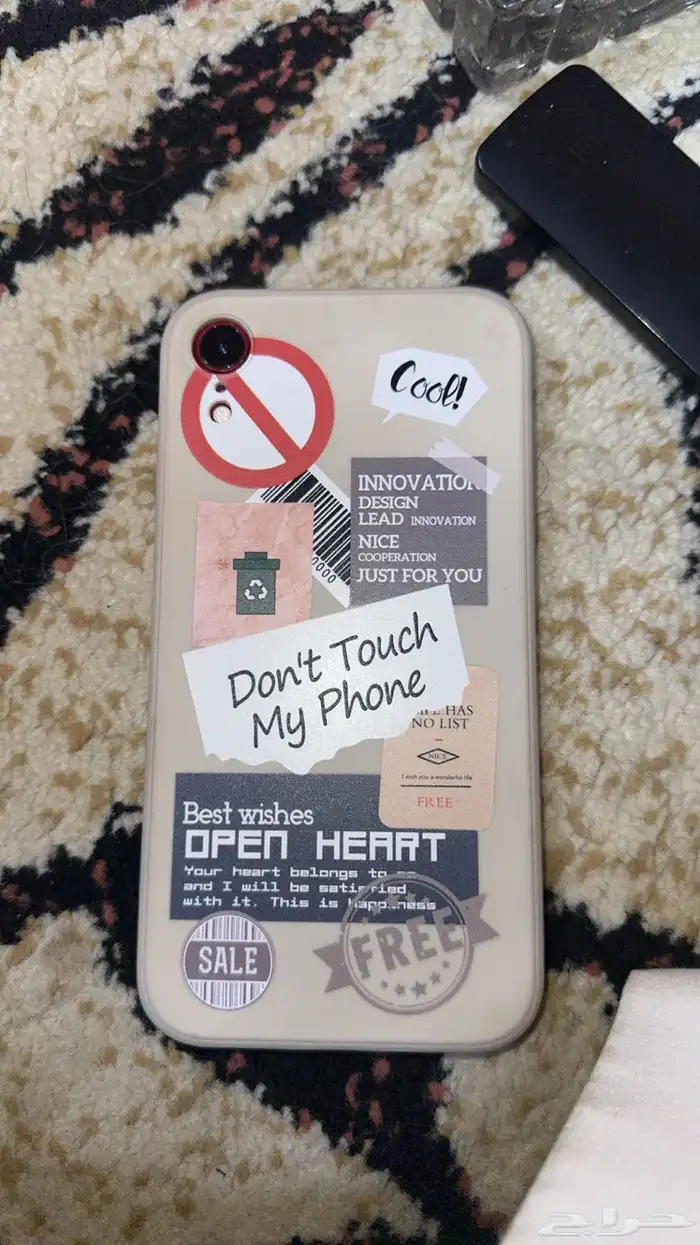 Cool!
INNOVATION
DESIGN
LEAD INNOVATION
NICE
COOPERATION
JUST FOR YOU
0000
Don't Touch
My Phone
HAS
NO LIST
NICE
I wish you a wonderful life
FREE
Best wishes
OPEN HEART
Your heart belongs to
and I will be satisfied
with it. This is happiness
FREE
SALE
حراج